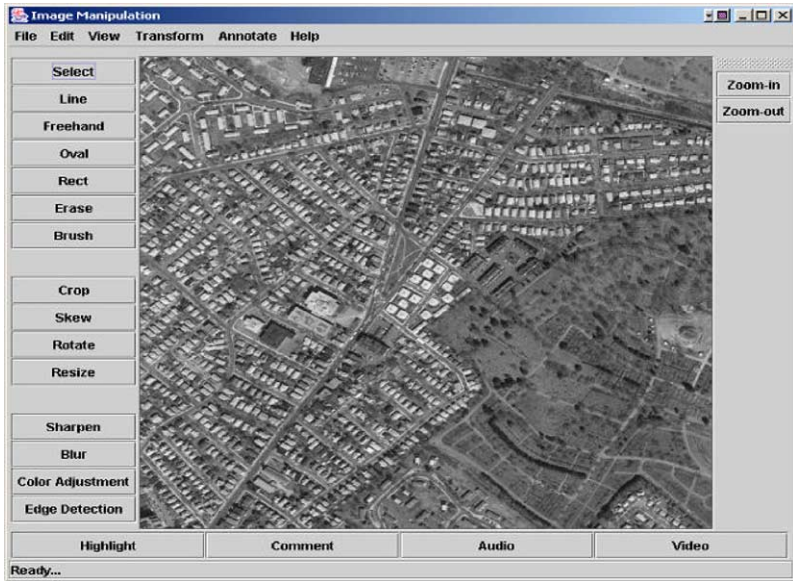 Image Manipulation
File Edit View Transform Annotate Help
Select
Line
Freehand
Oval
Rect
Erase
Brush
Crop
Skew
Rotate
Resize
Sharpen
Blur
Color Adjustment
Edge Detection
Zoom-in
Zoom-out
Highlight Comment Audio Video
Ready...